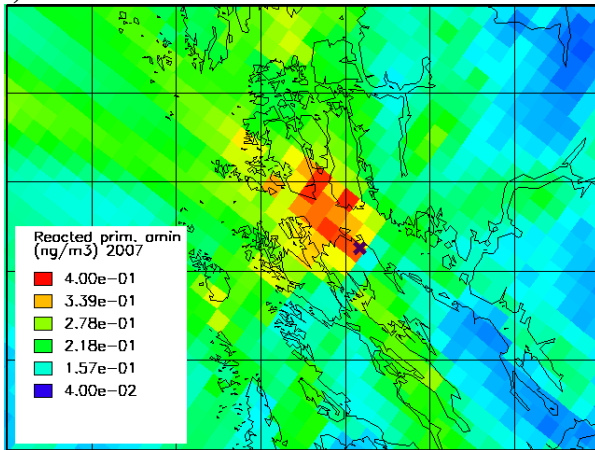 Reacted prim. amin
(ng/m3) 2007
4.00e-01
3.39e-01
2.78e-01
2.18e-01
1.57e-01
4.00e-02